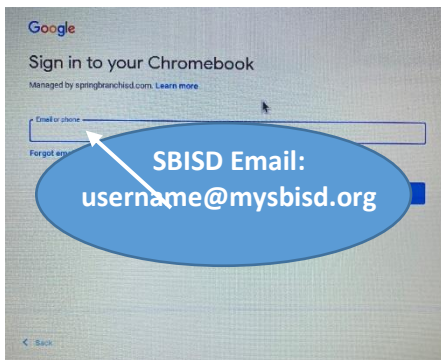 Google
Sign in to your Chromebook
Managed by springbranchisd.com. Learn more
Email or phone
Forgot em
SBISD Email:
username@mysbisd.org
< Back